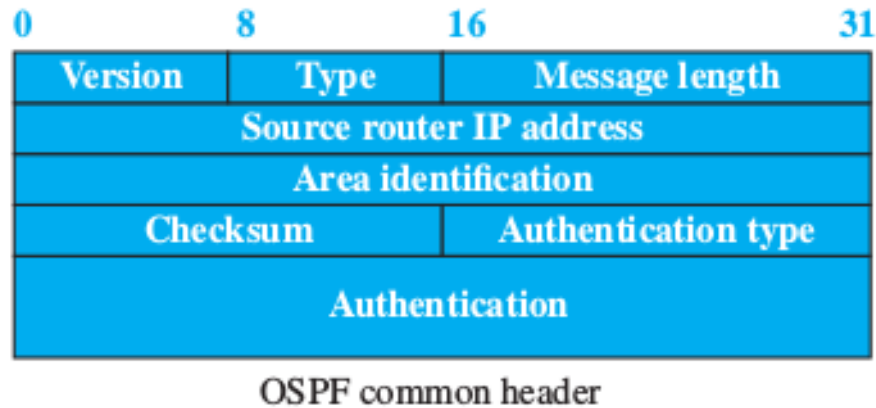 0 8 16 31
Version Type Message length
Source router IP address
Area identification
Checksum Authentication type
Authentication
OSPF common header